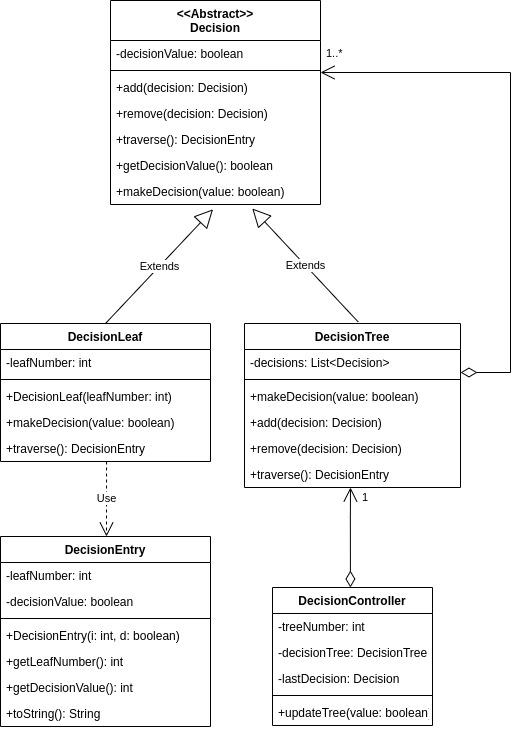 <<Abstract>>
Decision
-decisionValue: boolean
1..*
+add(decision: Decision)
+remove(decision: Decision)
+traverse(): DecisionEntry
+getDecisionValue(): boolean
+makeDecision(value: boolean)
Extends
Extends
DecisionLeaf
-leafNumber: int
+DecisionLeaf(leafNumber: int)
+makeDecision(value: boolean)
+traverse(): DecisionEntry
DecisionTree
-decisions: List<Decision>
+makeDecision(value: boolean)
+add(decision: Decision)
+remove(decision: Decision)
+traverse(): DecisionEntry
Use
1
DecisionEntry
-leafNumber: int
-decisionValue: boolean
+DecisionEntry(i: int, d: boolean)
+getLeafNumber(): int
+getDecisionValue(): int
+toString(): String
DecisionController
-treeNumber: int
-decisionTree: DecisionTree
-lastDecision: Decision
+updateTree(value: boolean